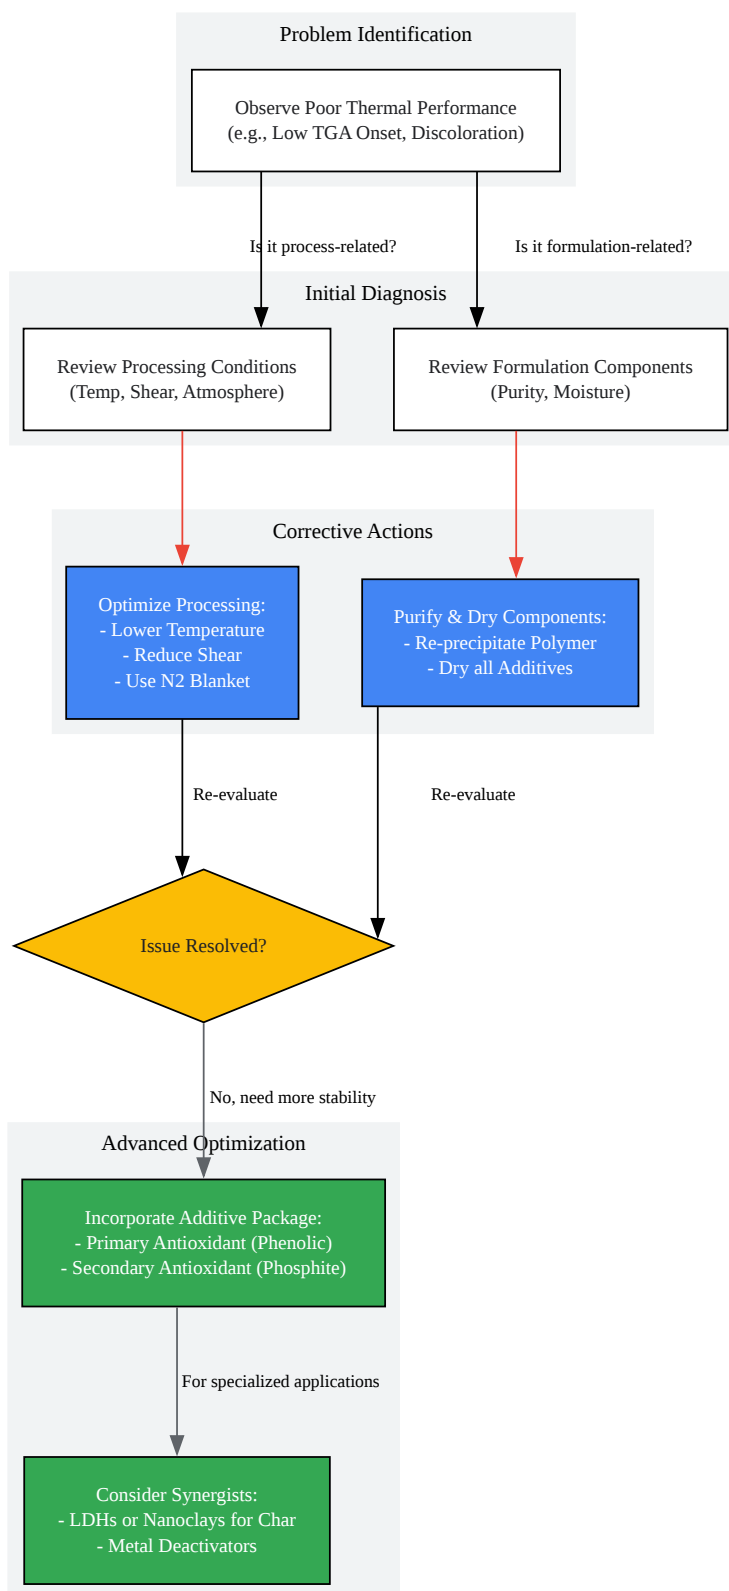 Problem Identification
Observe Poor Thermal Performance
(e.g., Low TGA Onset, Discoloration)
Is it process-related?
Is it formulation-related?
Initial Diagnosis
Review Processing Conditions
(Temp, Shear, Atmosphere)
Review Formulation Components
(Purity, Moisture)
Corrective Actions
Optimize Processing:
- Lower Temperature
- Reduce Shear
- Use N2 Blanket
Purify & Dry Components:
- Re-precipitate Polymer
- Dry all Additives
Re-evaluate
Re-evaluate
Issue Resolved?
No, need more stability
Advanced Optimization
Incorporate Additive Package:
- Primary Antioxidant (Phenolic)
- Secondary Antioxidant (Phosphite)
For specialized applications
Consider Synergists:
- LDHs or Nanoclays for Char
- Metal Deactivators